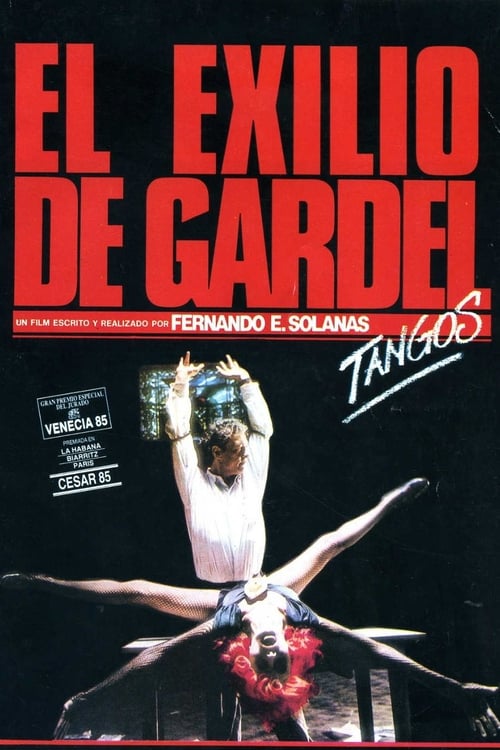 EL EXILIO
DE GARDEL
UN FILM ESCRITO Y REALIZADO POR FERNANDO E. SOLANAS
TANGOS
GRAN PREMIO ESPECIAL
DEL JURADO
VENECIA 85
PREMIADA EN
LA HABANA
BIARRITZ
PARIS
CESAR 85